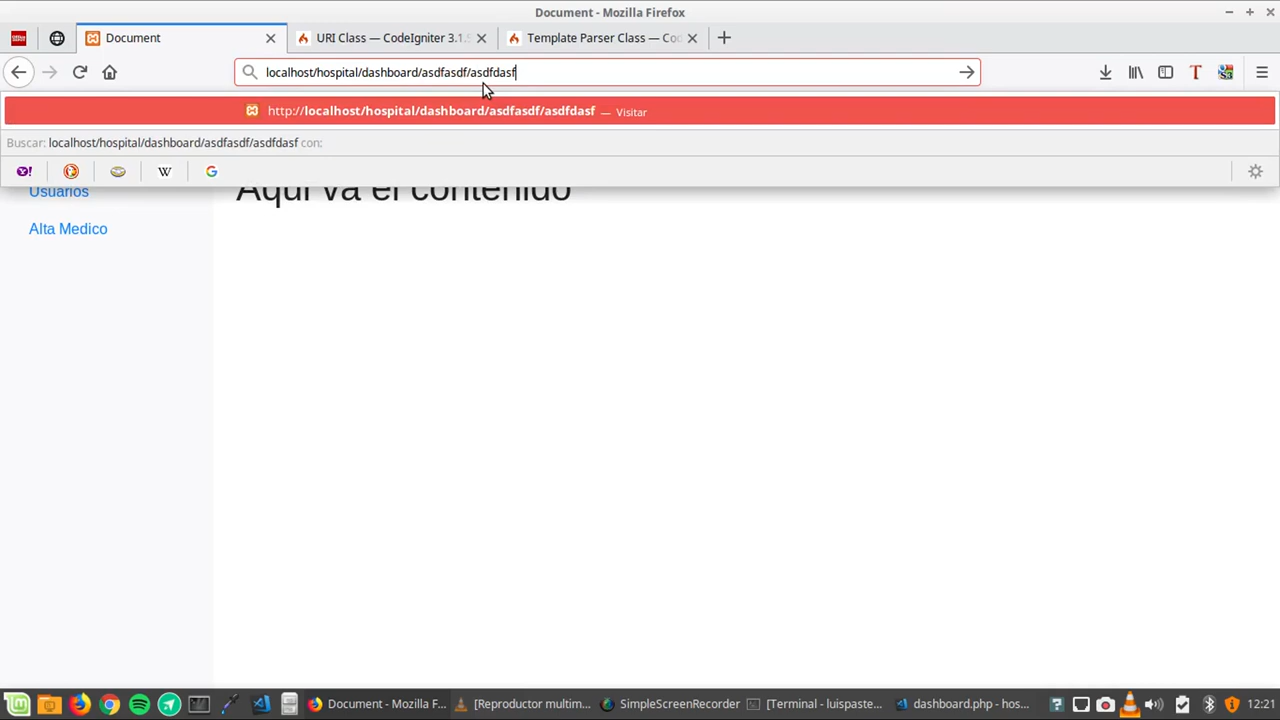 Document - Mozilla Firefox
Document
URI Class — CodeIgniter 3.1.
Template Parser Class — Co
localhost/hospital/dashboard/asdfasdf/asdfdasf
http://localhost/hospital/dashboard/asdfasdf/asdfdasf — Visitar
Buscar: localhost/hospital/dashboard/asdfasdf/asdfdasf con:
Usuarios
Aquí va el contenido
Alta Medico
Document - Mozilla F...
[Reproductor multim...
SimpleScreenRecorder
[Terminal - luispaste...
dashboard.php - hos...
12:21